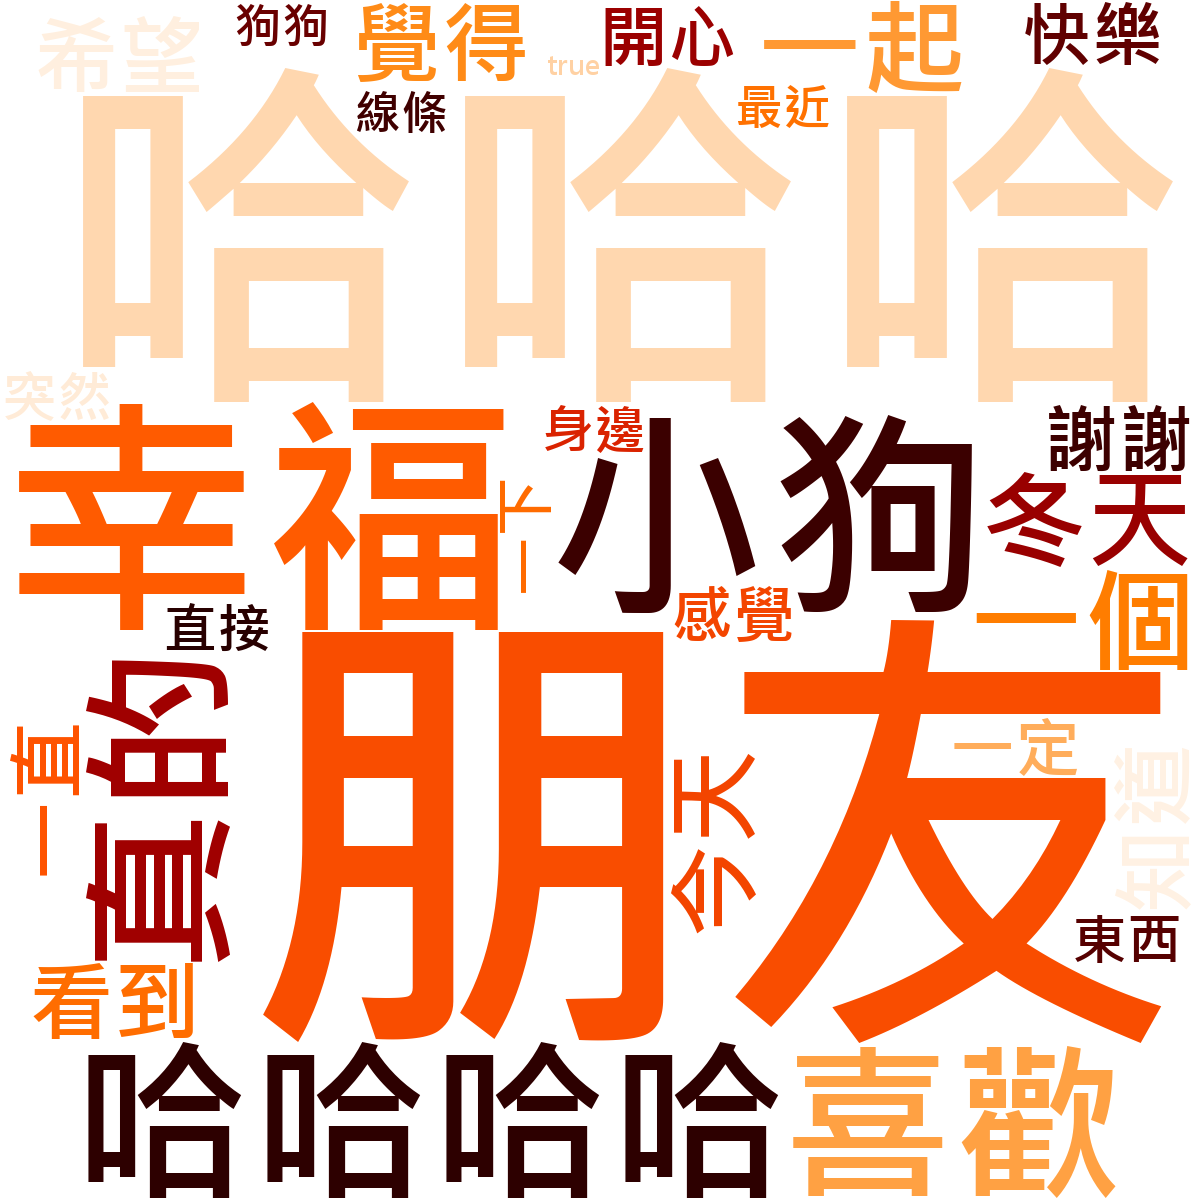 希望
狗狗
覺得
true
開心
一起
快樂
線條
最近
哈哈哈
突然
幸福
身邊
小狗
謝謝
一下
冬天
直接
感覺
一個
朋友
真的
一直
今天
一定
知道
東西
看到
哈哈哈哈
喜歡